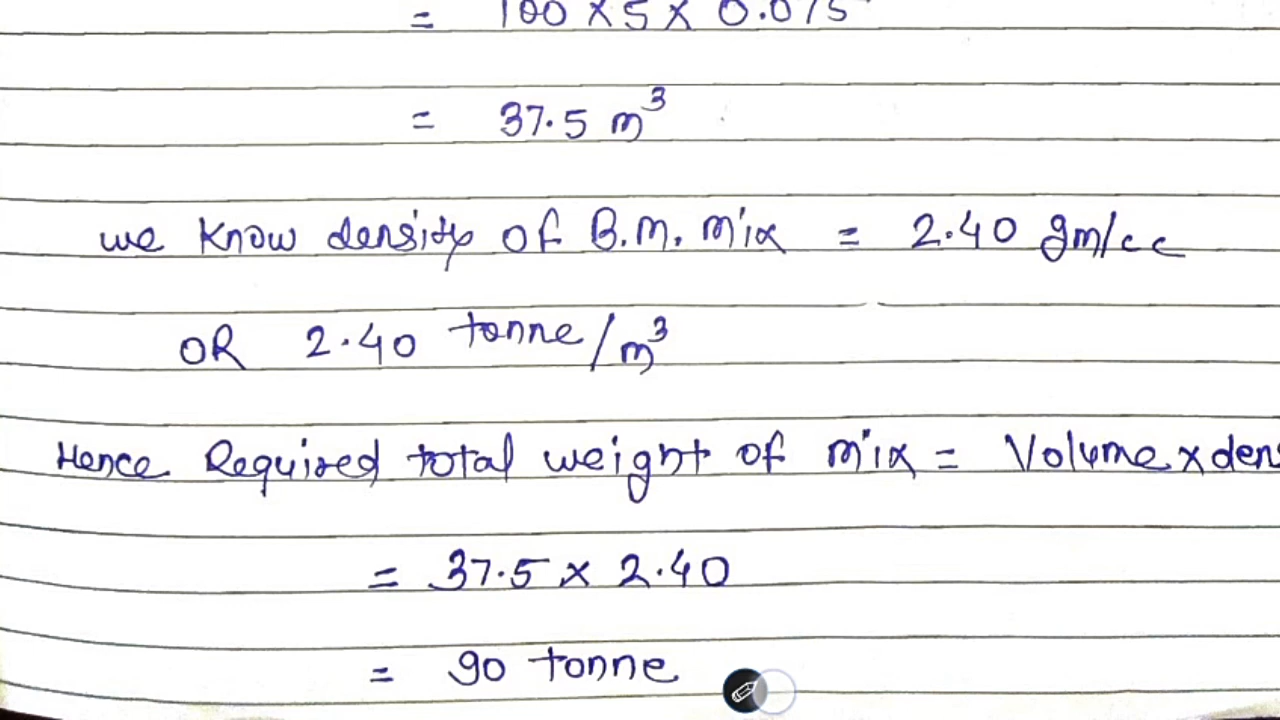 = 100 × 5 × 0.075
= 37.5 m³
we know density of B.M. mix = 2.40 gm/cc
OR 2.40 tonne/m³
Hence Required total weight of mix = Volume × dens
= 37.5 × 2.40
= 90 tonne